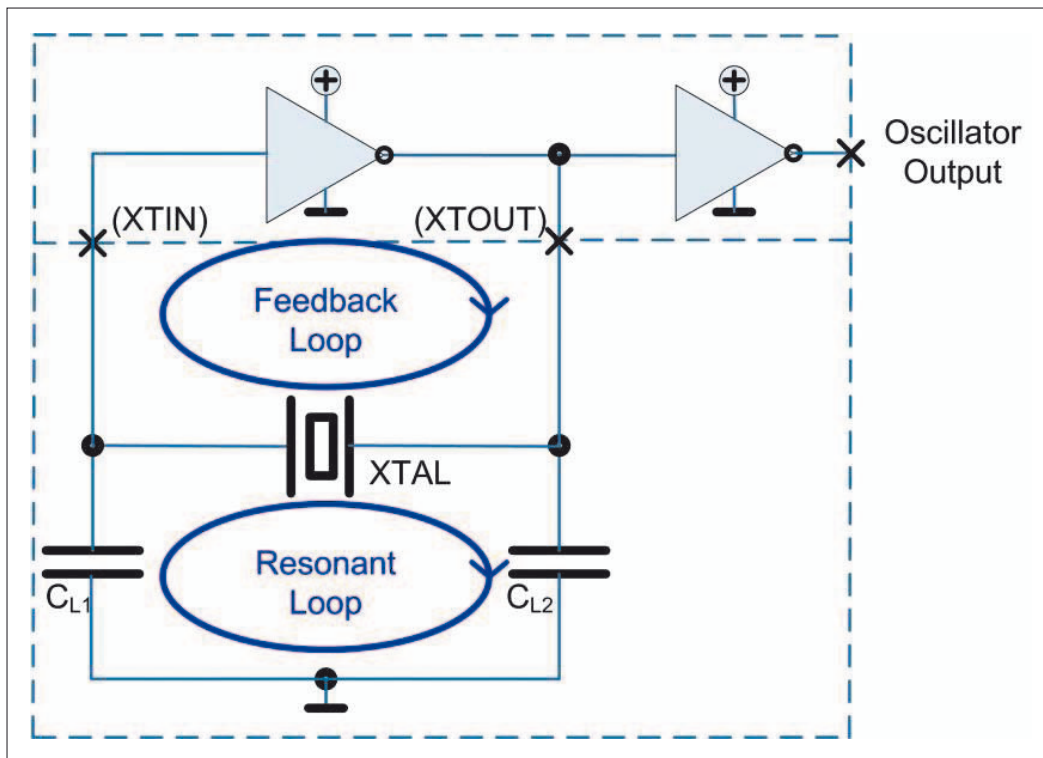 Oscillator
Output
(XTIN)
(XTOUT)
Feedback
Loop
XTAL
Resonant
Loop
CL1
CL2